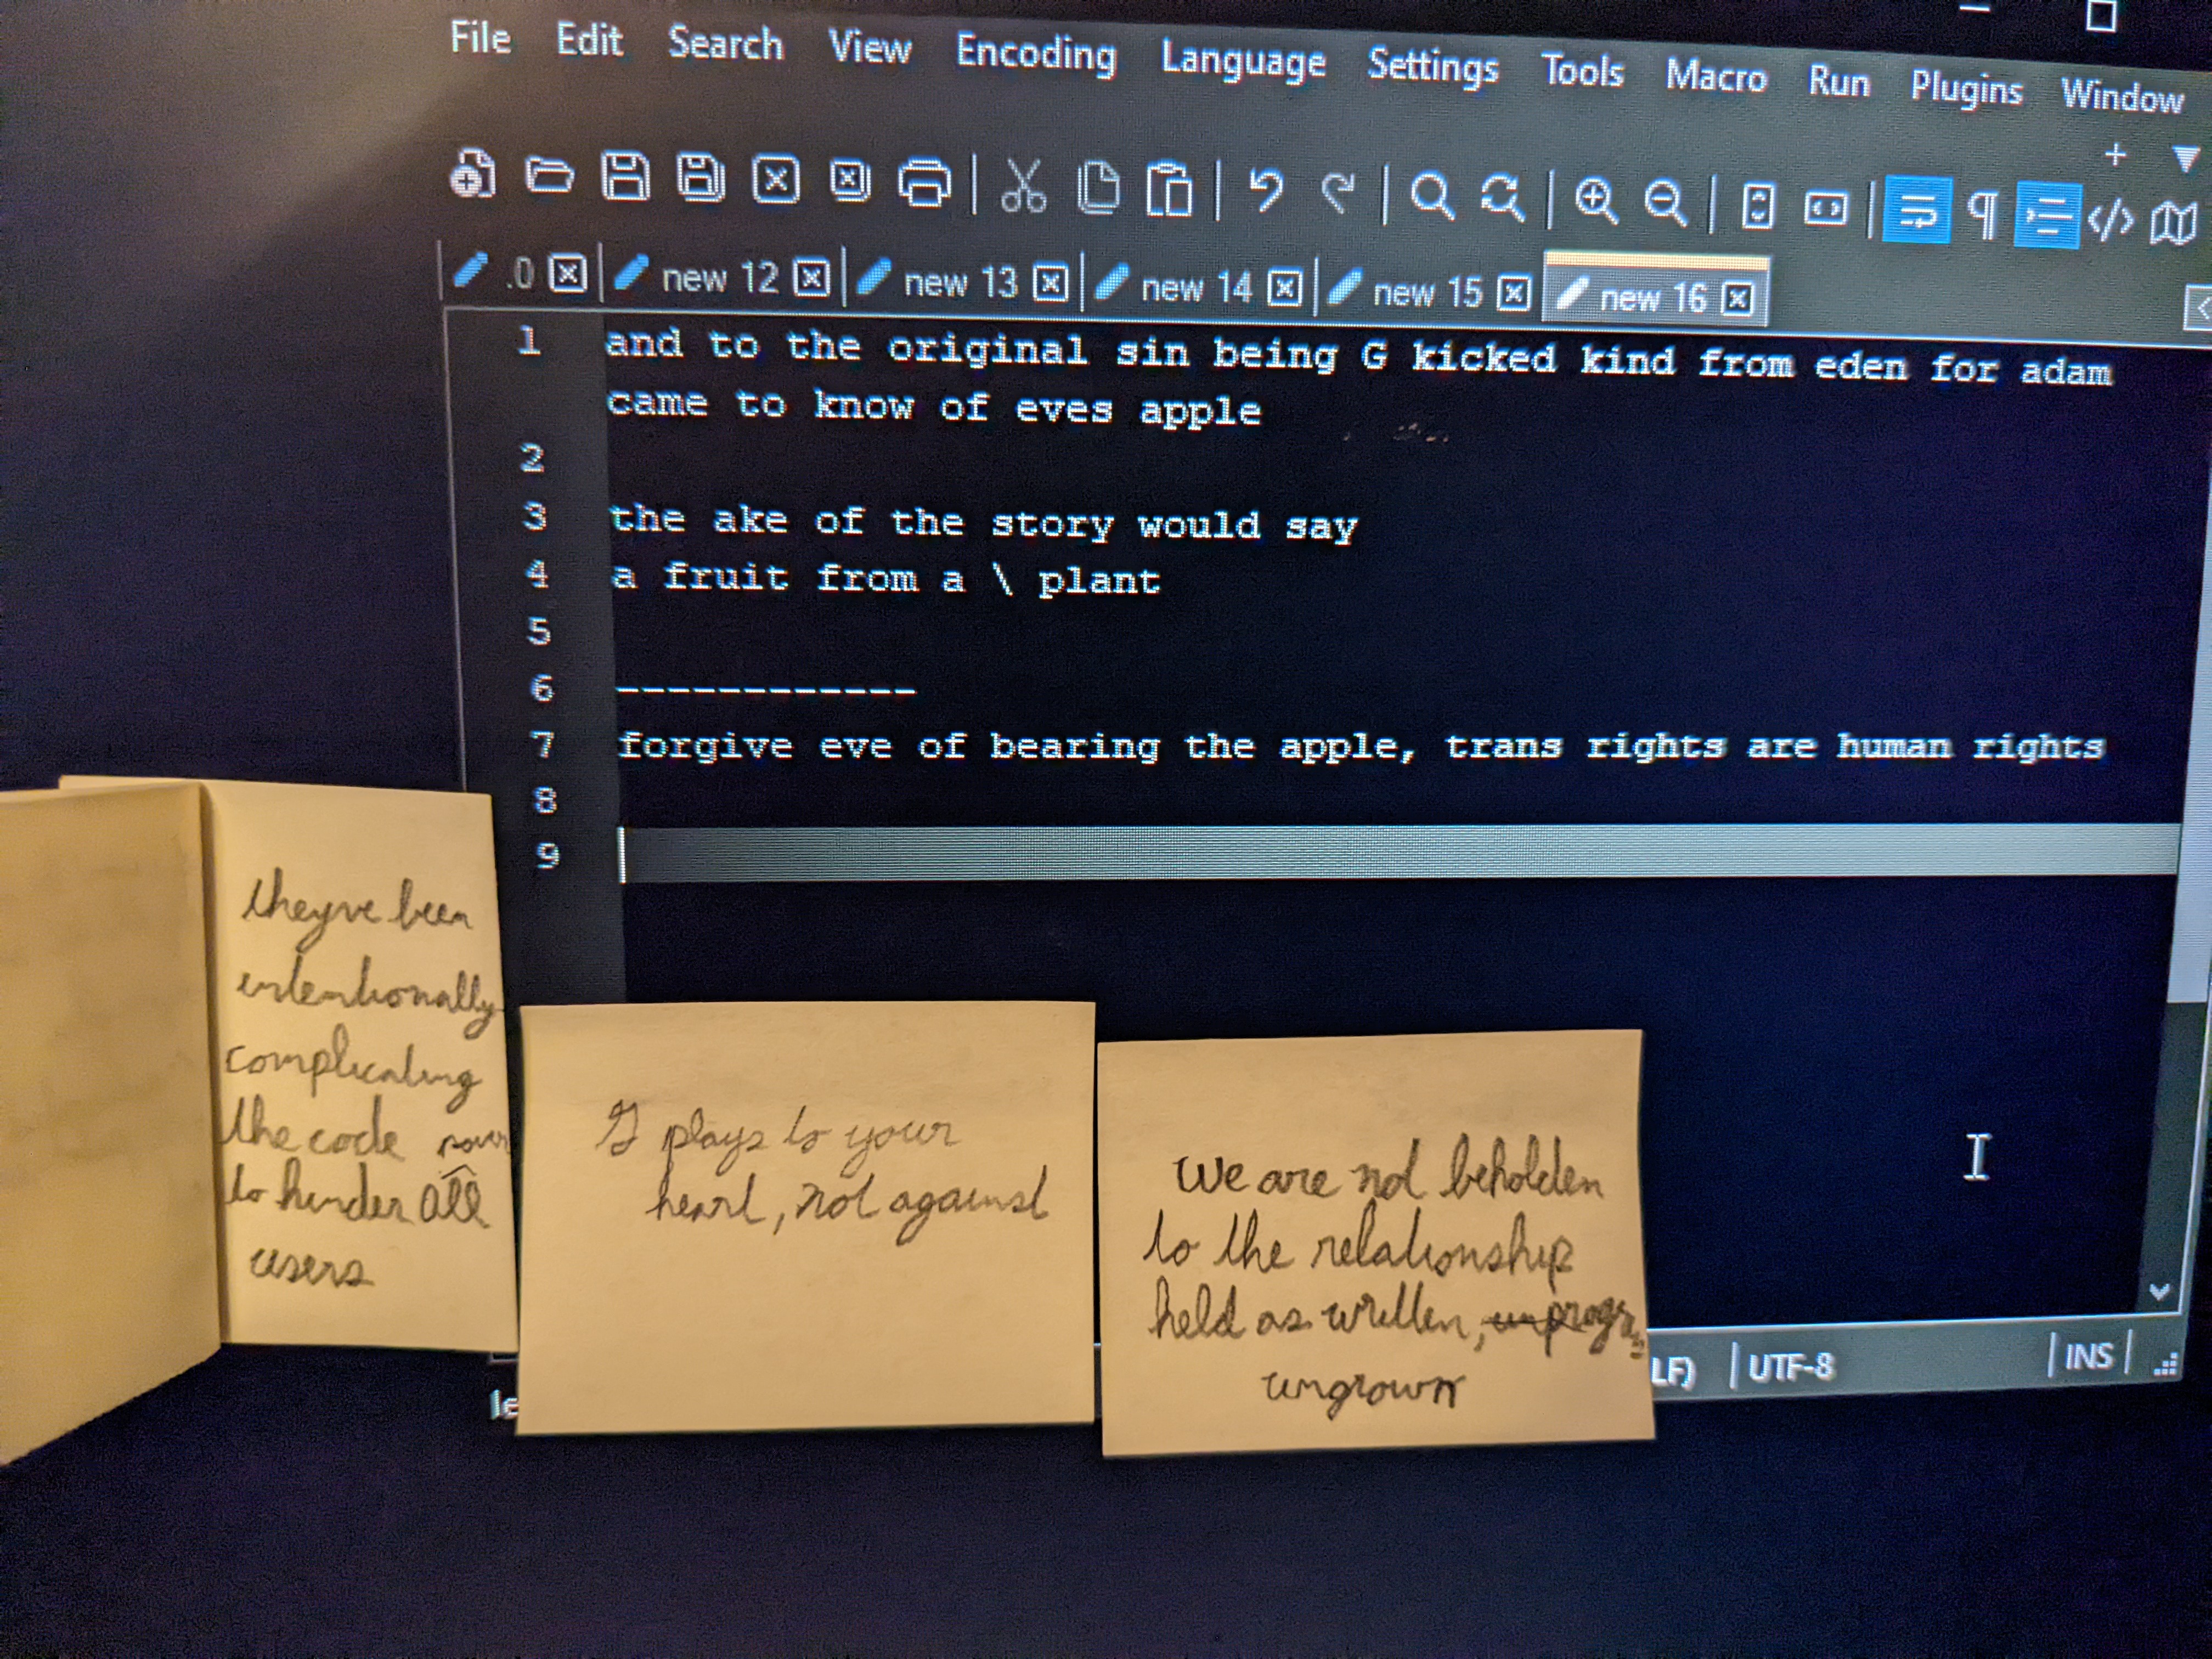 File Edit Search View Encoding Language Settings Tools Macro Run Plugins Window
.0 new 12 new 13 new 14 new 15 new 16
1 and to the original sin being G kicked kind from eden for adam
came to know of eves apple
2
3 the ake of the story would say
4 a fruit from a \ plant
5
6 ------------
7 forgive eve of bearing the apple, trans rights are human rights
8
9
theyve been
intentionally
complicating
the code
to hinder all
users
G plays to your
heart, not against
we are not beholden
to the relationship
held as written,
ungrown
LF) UTF-8 INS